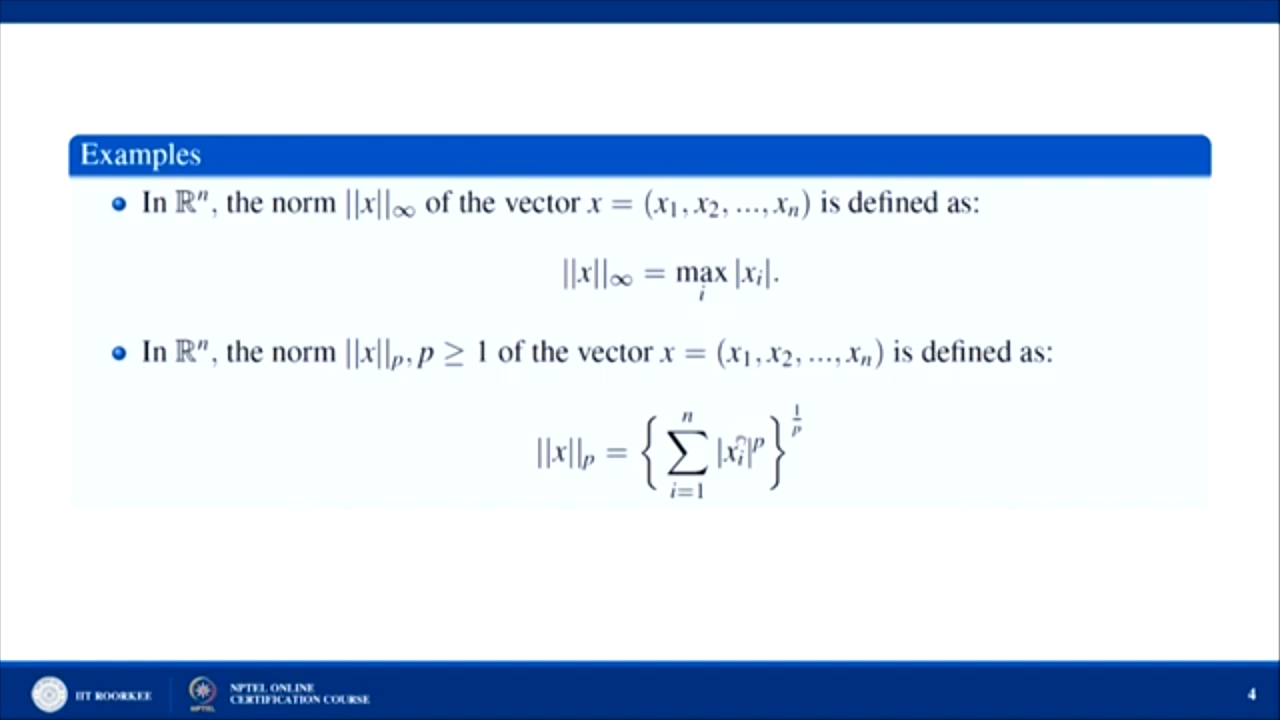 Examples
In ℝⁿ, the norm ||x||∞ of the vector x = (x₁, x₂, ..., xₙ) is defined as:
||x||∞ = max_i |xᵢ|.
In ℝⁿ, the norm ||x||ₚ, p ≥ 1 of the vector x = (x₁, x₂, ..., xₙ) is defined as:
||x||ₚ = { ∑_{i=1}^{n} |xᵢ|ᵖ }^{1/p}
IIT ROORKEE
NPTEL
NPTEL ONLINE
CERTIFICATION COURSE
4